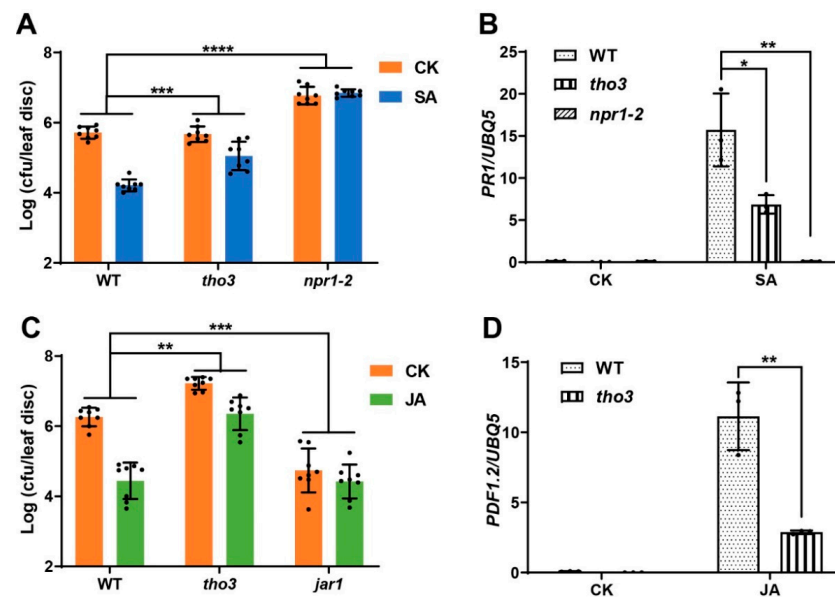 A
Log (cfu/leaf disc)
8
6
4
2
****
***
CK
SA
WT
tho3
npr1-2
B
PR1/UBQ5
25
20
15
10
5
0
WT
tho3
npr1-2
**
*
CK
SA
C
Log (cfu/leaf disc)
8
6
4
2
***
**
CK
JA
WT
tho3
jar1
D
PDF1.2/UBQ5
15
10
5
0
WT
tho3
**
CK
JA